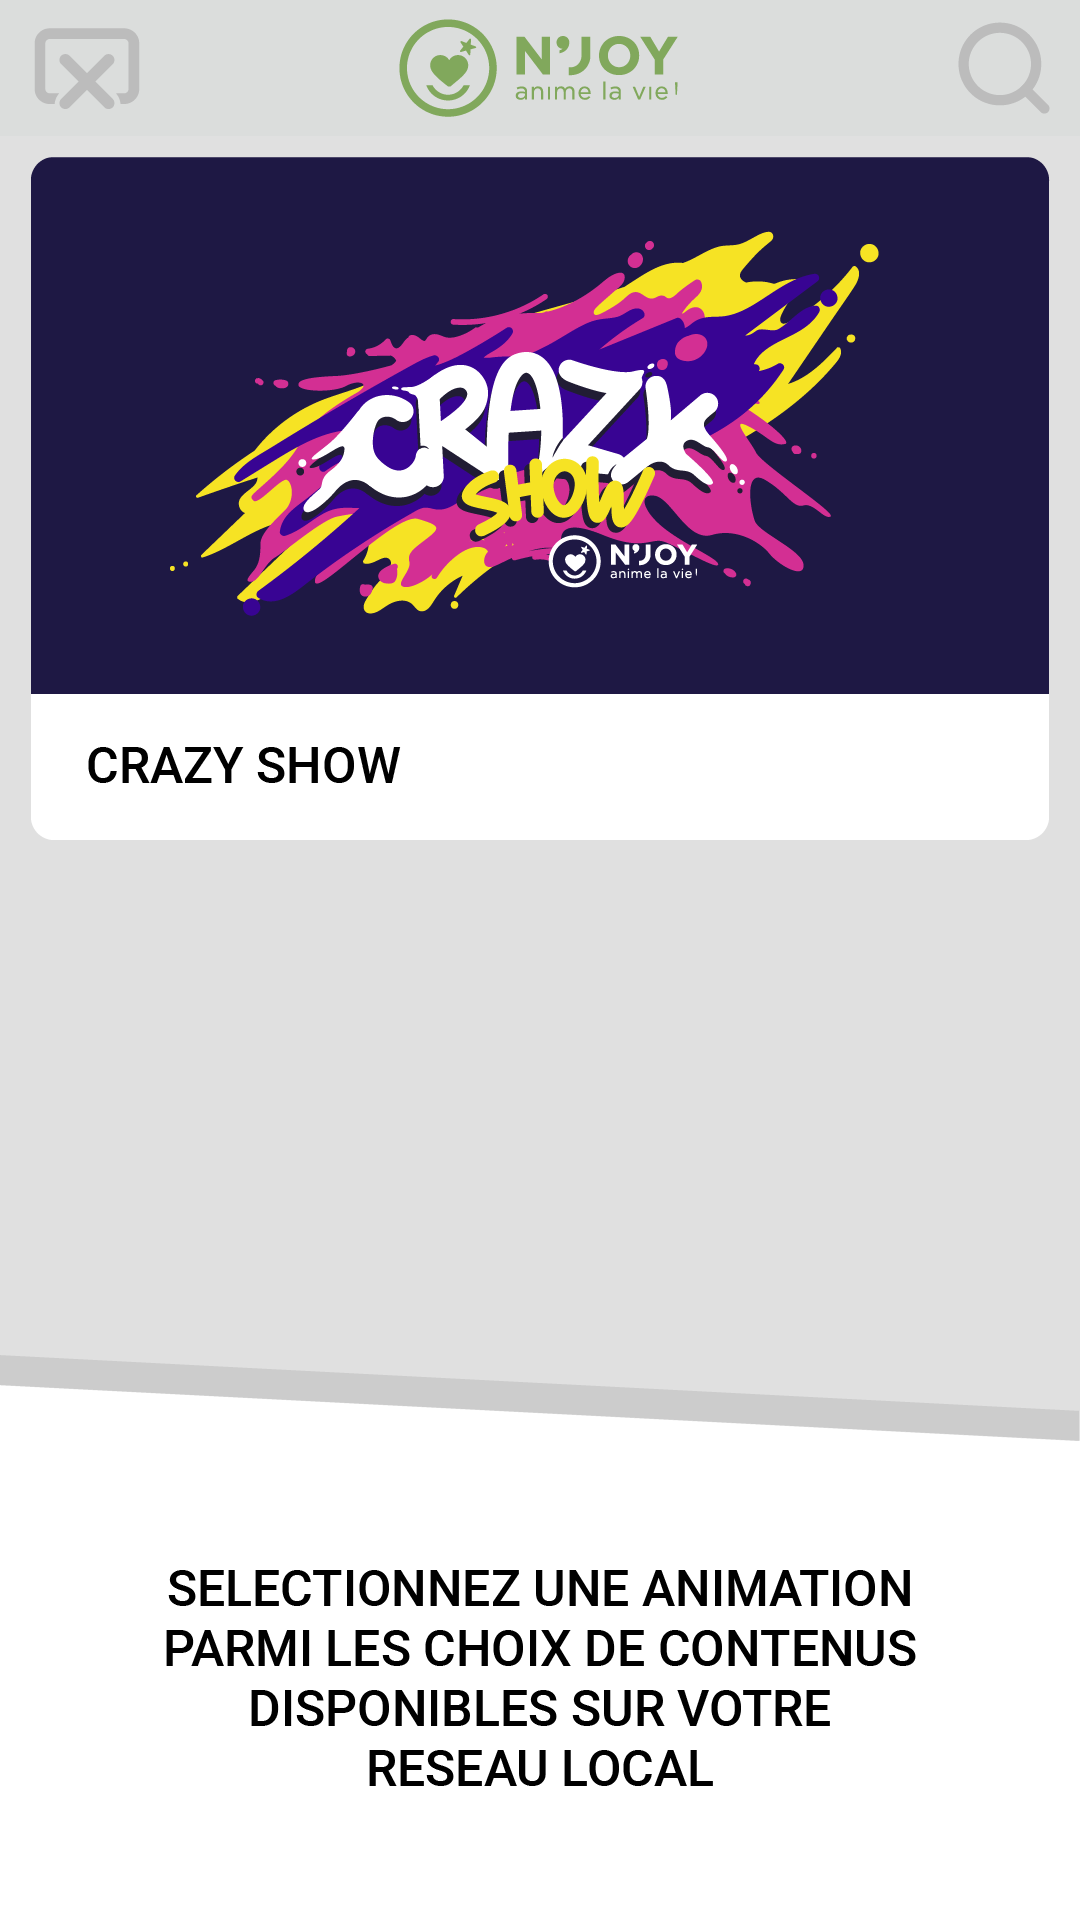 N'JOY
anime la vie!
CRAZY
SHOW
N'JOY
anime la vie!
CRAZY SHOW
SELECTIONNEZ UNE ANIMATION
PARMI LES CHOIX DE CONTENUS
DISPONIBLES SUR VOTRE
RESEAU LOCAL